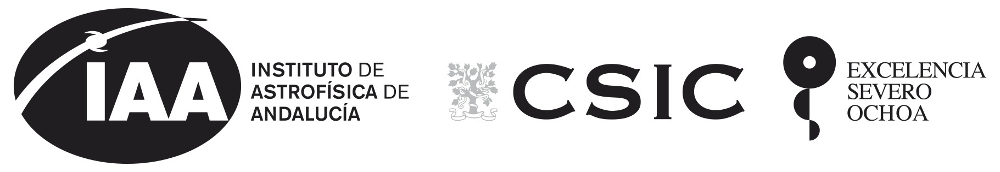 IAA
INSTITUTO DE
ASTROFÍSICA DE
ANDALUCÍA
CSIC
EXCELENCIA
SEVERO
OCHOA